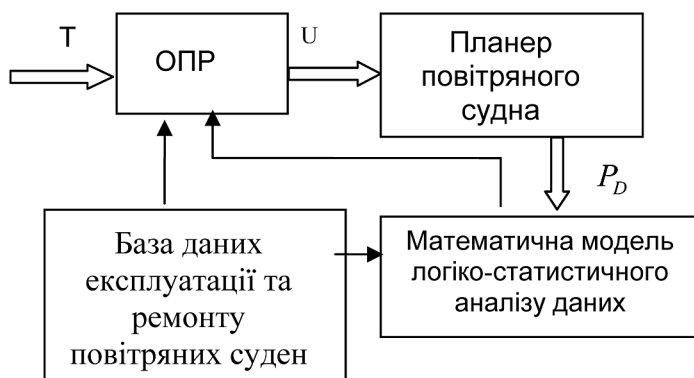 T
ОПР
U
Планер
повітряного
судна
P_D
База даних
експлуатації та
ремонту
повітряних суден
Математична модель
логіко-статистичного
аналізу даних